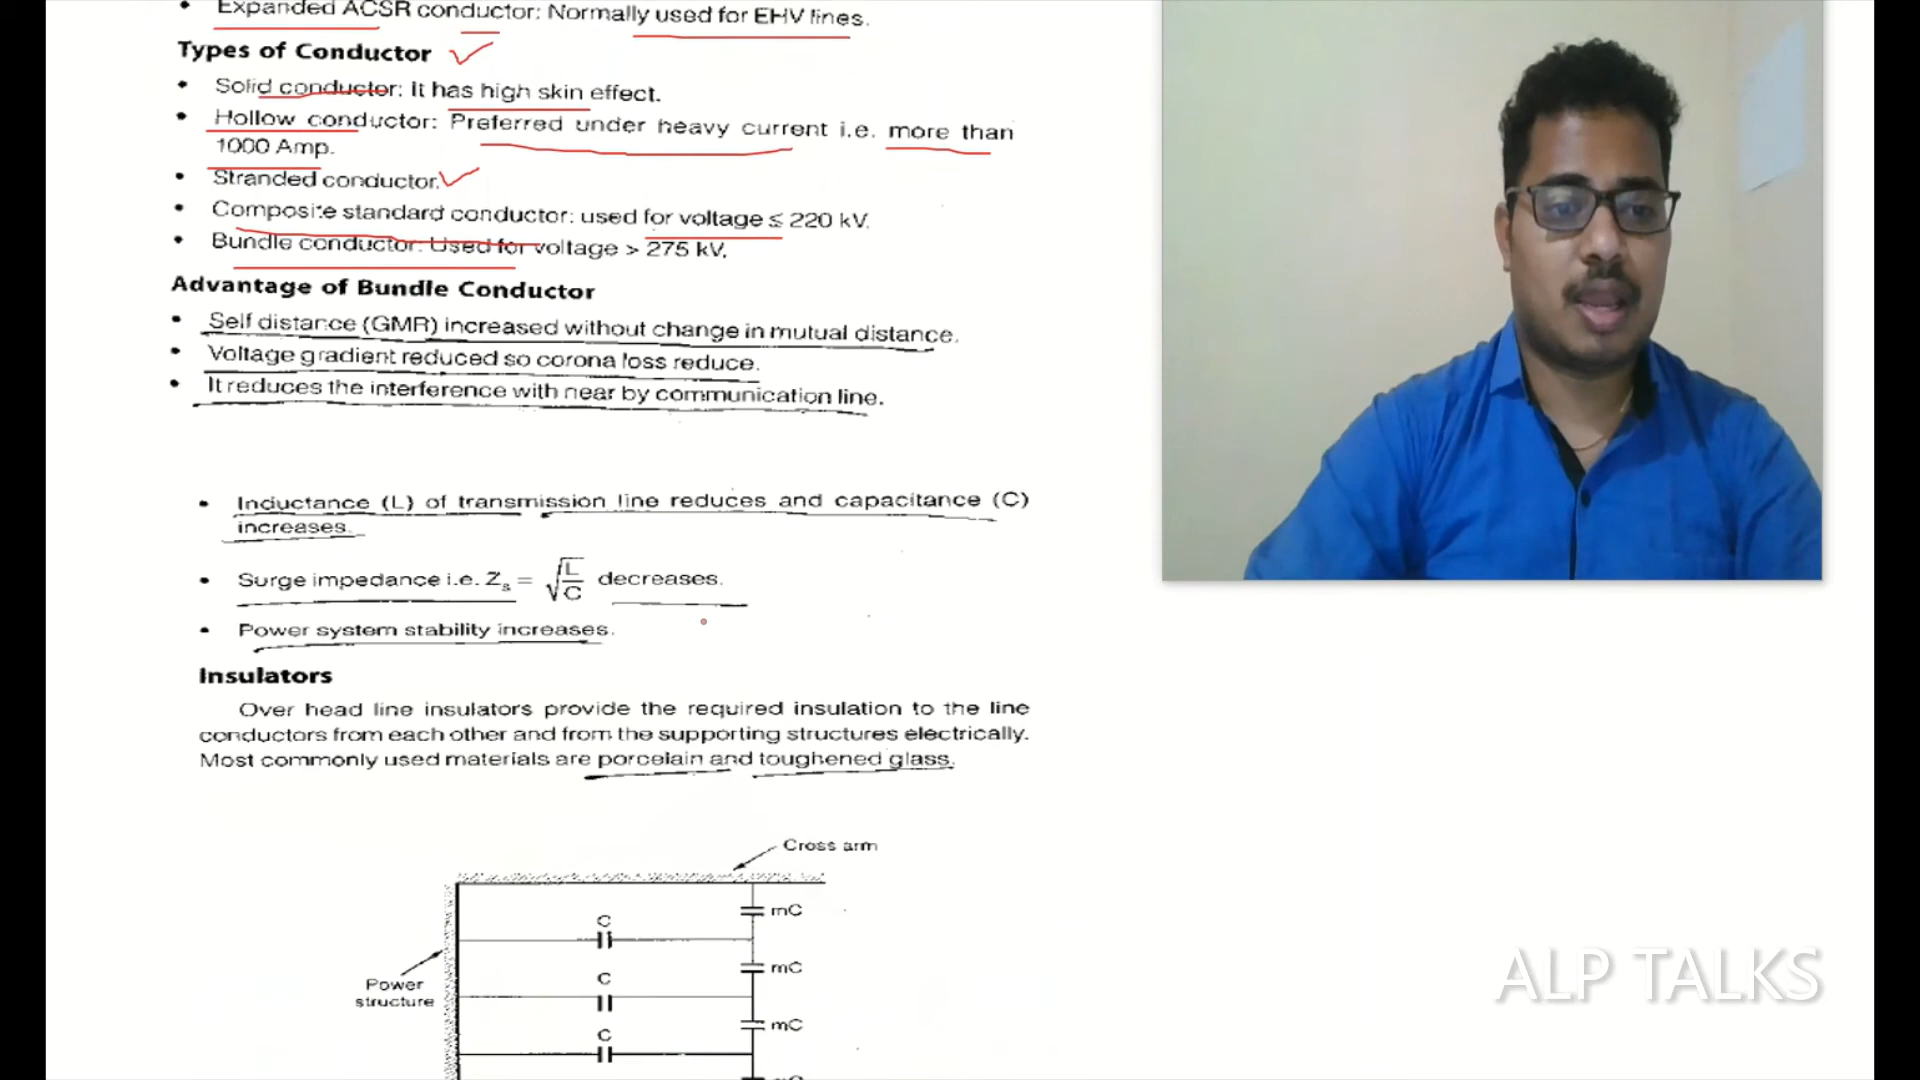 • Expanded ACSR conductor: Normally used for EHV lines.
Types of Conductor
• Solid conductor: It has high skin effect.
• Hollow conductor: Preferred under heavy current i.e. more than
1000 Amp.
• Stranded conductor.
• Composite standard conductor: used for voltage ≤ 220 kV.
• Bundle conductor: Used for voltage > 275 kV.
Advantage of Bundle Conductor
• Self distance (GMR) increased without change in mutual distance.
• Voltage gradient reduced so corona loss reduce.
• It reduces the interference with near by communication line.
• Inductance (L) of transmission line reduces and capacitance (C)
increases.
• Surge impedance i.e. Zs = √L/C decreases.
• Power system stability increases.
Insulators
Over head line insulators provide the required insulation to the line
conductors from each other and from the supporting structures electrically.
Most commonly used materials are porcelain and toughened glass.
Cross arm
mC
C
mC
C
Power
structure
mC
C
mC
ALP TALKS